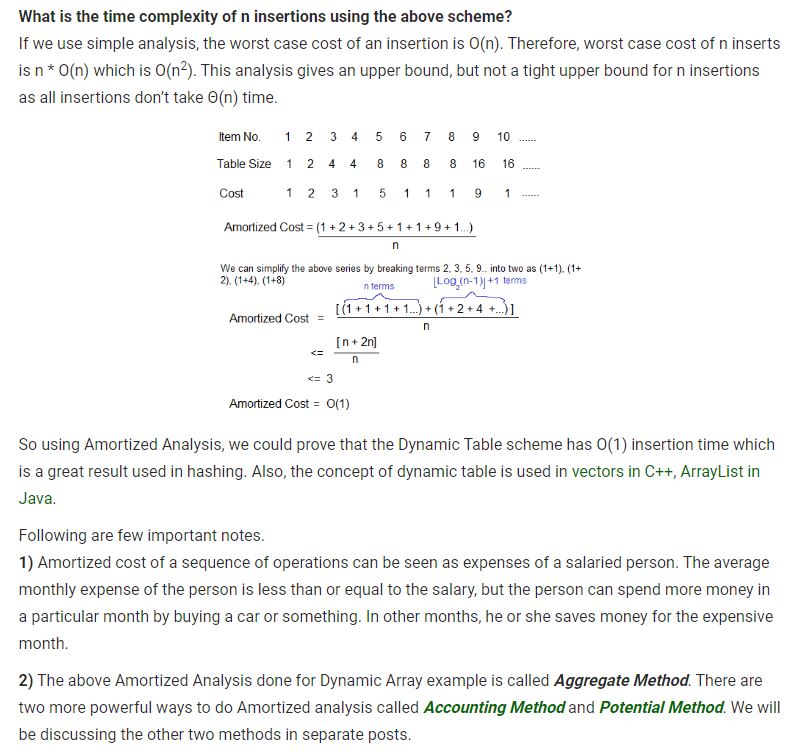 What is the time complexity of n insertions using the above scheme?
If we use simple analysis, the worst case cost of an insertion is O(n). Therefore, worst case cost of n inserts
is n * O(n) which is O(n²). This analysis gives an upper bound, but not a tight upper bound for n insertions
as all insertions don't take Θ(n) time.
Item No. 1 2 3 4 5 6 7 8 9 10 ......
Table Size 1 2 4 4 8 8 8 8 16 16 ......
Cost 1 2 3 1 5 1 1 1 9 1 ......
Amortized Cost = (1 + 2 + 3 + 5 + 1 + 1 + 9 + 1...)
n
We can simplify the above series by breaking terms 2, 3, 5, 9.. into two as (1+1), (1+
2), (1+4), (1+8)
n terms ⌊Log₂(n-1)⌋+1 terms
Amortized Cost = [(1 + 1 + 1 + 1...) + (1 + 2 + 4 +...)]
n
<= [n + 2n]
n
<= 3
Amortized Cost = O(1)
So using Amortized Analysis, we could prove that the Dynamic Table scheme has O(1) insertion time which
is a great result used in hashing. Also, the concept of dynamic table is used in vectors in C++, ArrayList in
Java.
Following are few important notes.
1) Amortized cost of a sequence of operations can be seen as expenses of a salaried person. The average
monthly expense of the person is less than or equal to the salary, but the person can spend more money in
a particular month by buying a car or something. In other months, he or she saves money for the expensive
month.
2) The above Amortized Analysis done for Dynamic Array example is called Aggregate Method. There are
two more powerful ways to do Amortized analysis called Accounting Method and Potential Method. We will
be discussing the other two methods in separate posts.